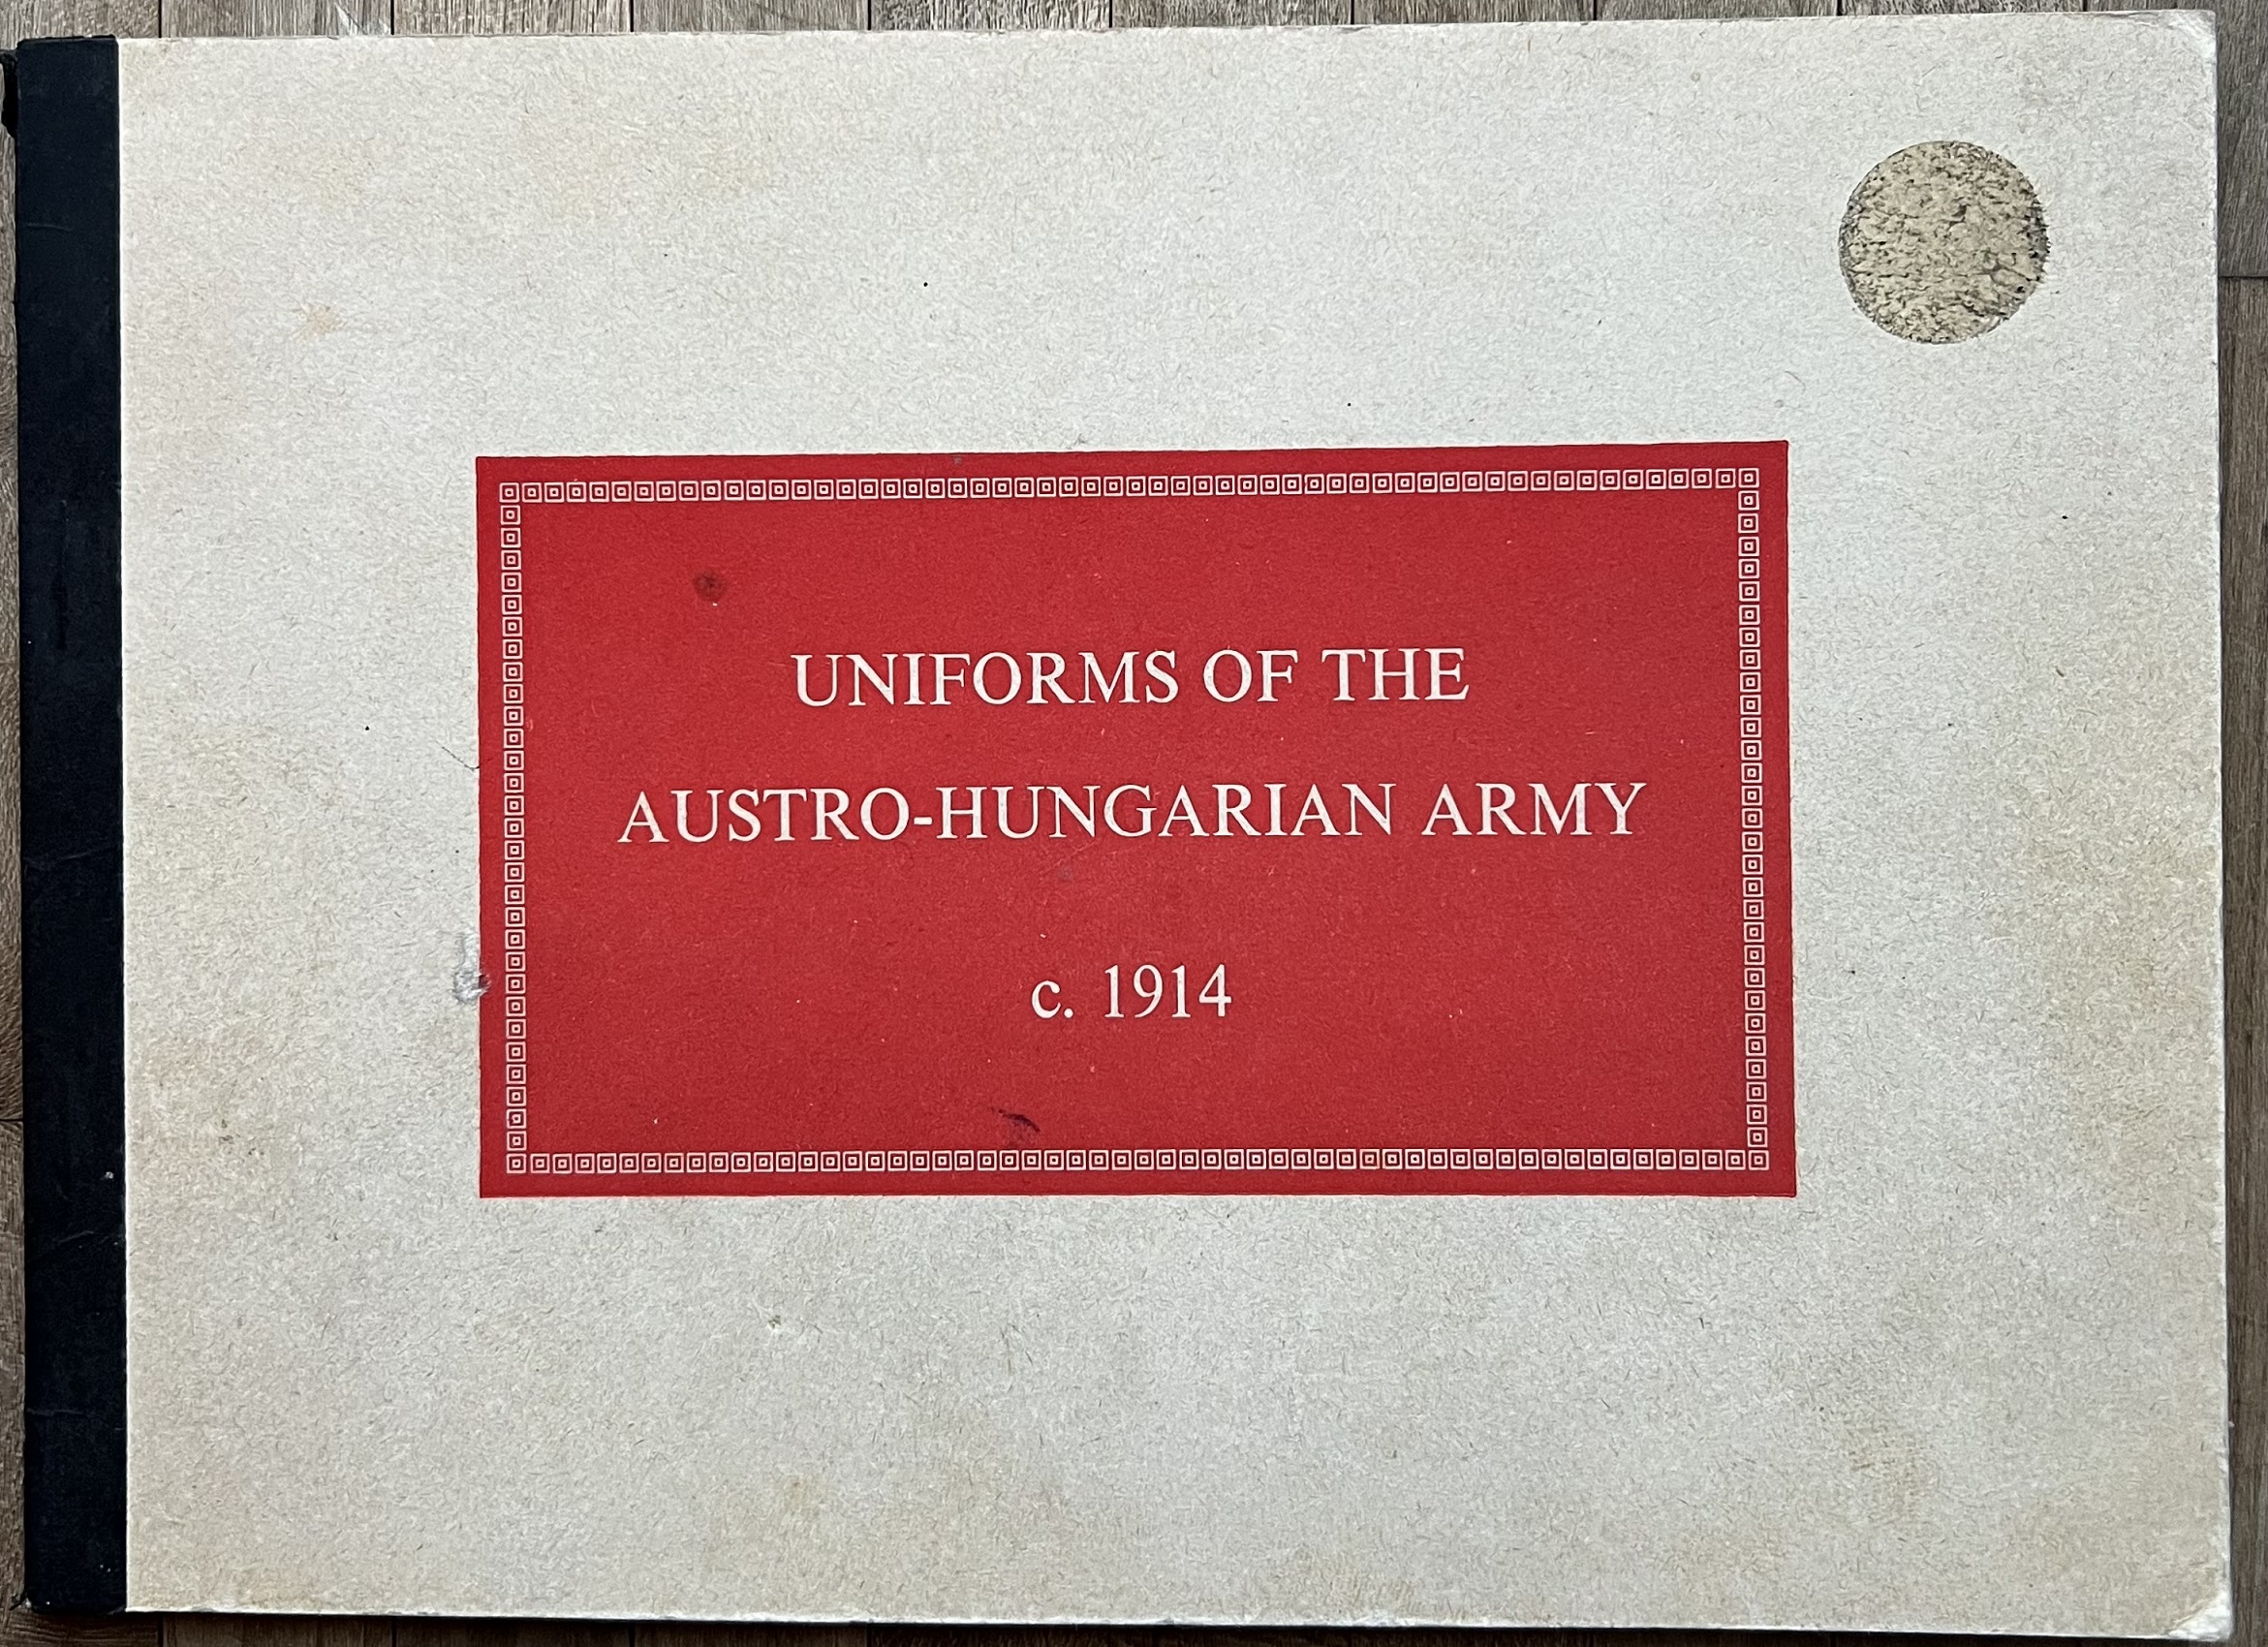 UNIFORMS OF THE
AUSTRO-HUNGARIAN ARMY
c. 1914